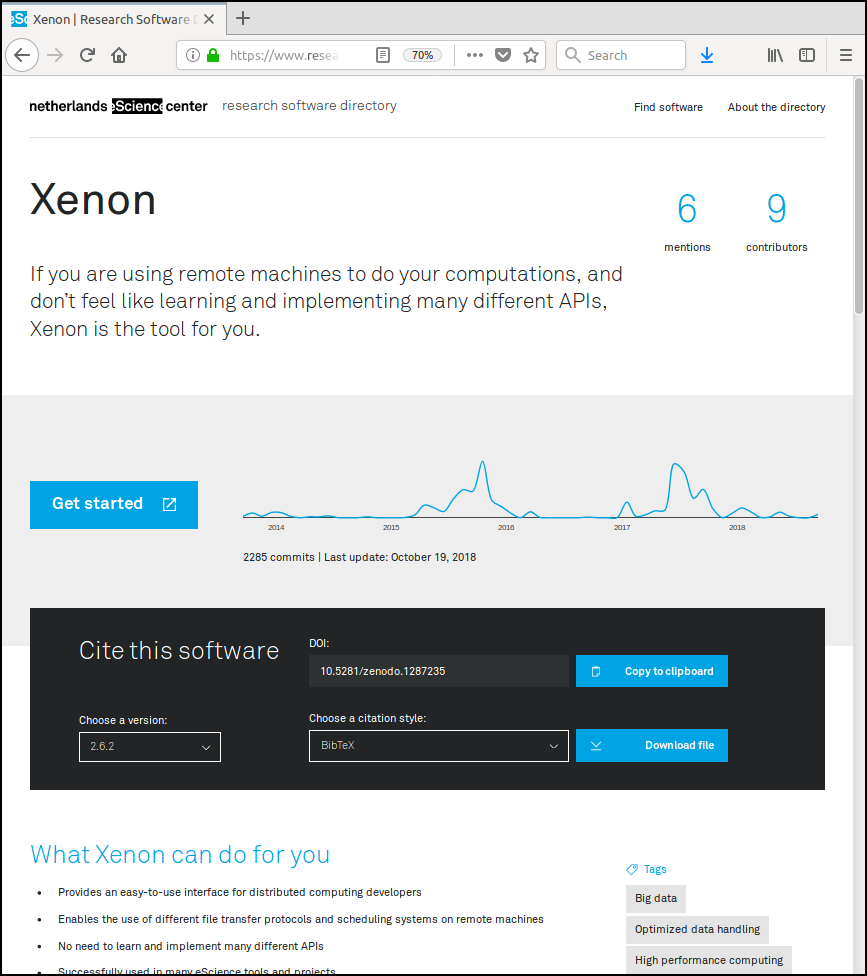 eSc Xenon | Research Software D
https://www.resea
70%
Search
netherlands eScience center
research software directory
Find software
About the directory
Xenon
6
9
mentions
contributors
If you are using remote machines to do your computations, and
don’t feel like learning and implementing many different APIs,
Xenon is the tool for you.
Get started
2014
2015
2016
2017
2018
2285 commits | Last update: October 19, 2018
Cite this software
DOI:
10.5281/zenodo.1287235
Copy to clipboard
Choose a version:
Choose a citation style:
2.6.2
BibTeX
Download file
What Xenon can do for you
Tags
• Provides an easy-to-use interface for distributed computing developers
Big data
• Enables the use of different file transfer protocols and scheduling systems on remote machines
Optimized data handling
• No need to learn and implement many different APIs
High performance computing
• Successfully used in many eScience tools and projects